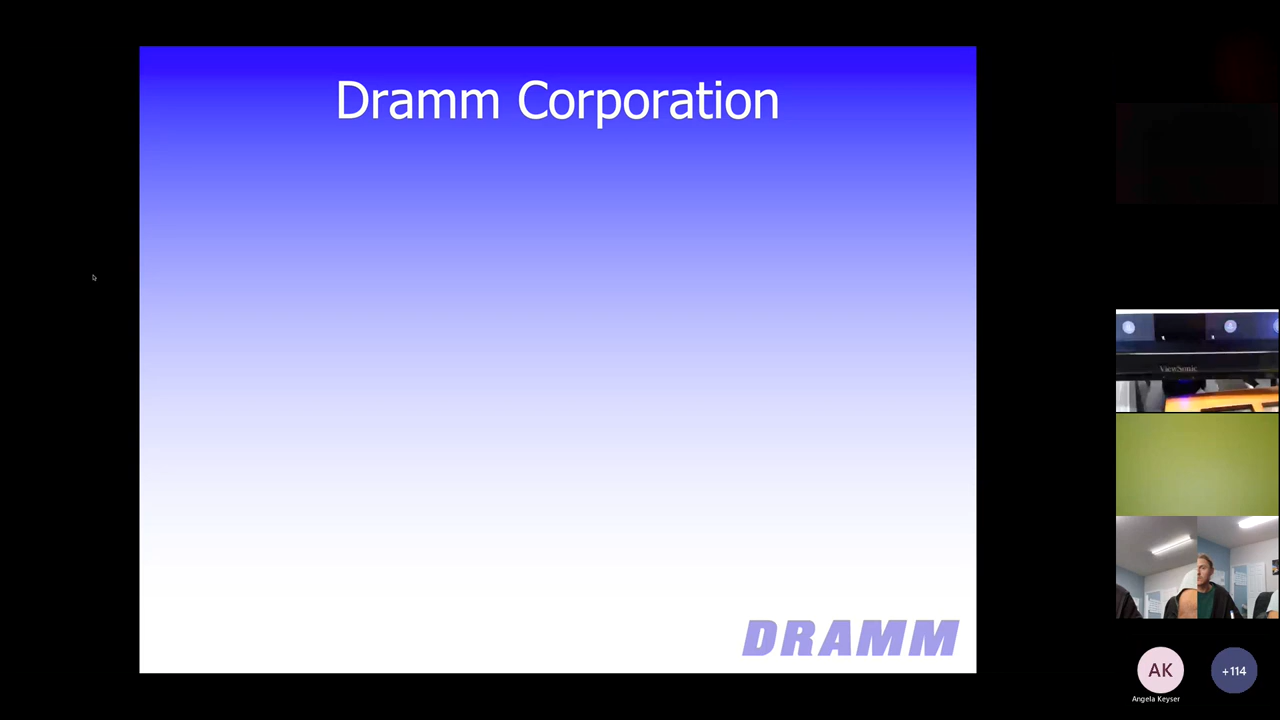 Dramm Corporation
ViewSonic
DRAMM
AK
+114
Angela Keyser